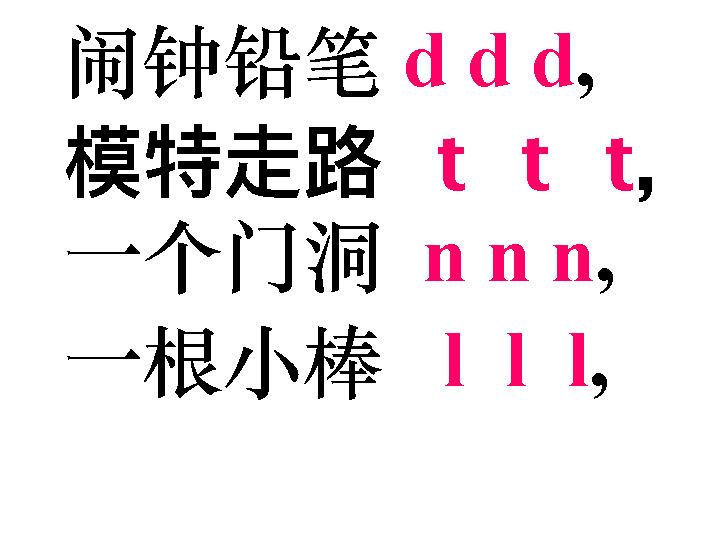 闹钟铅笔 d d d,
模特走路 t t t,
一个门洞 n n n,
一根小棒 l l l,